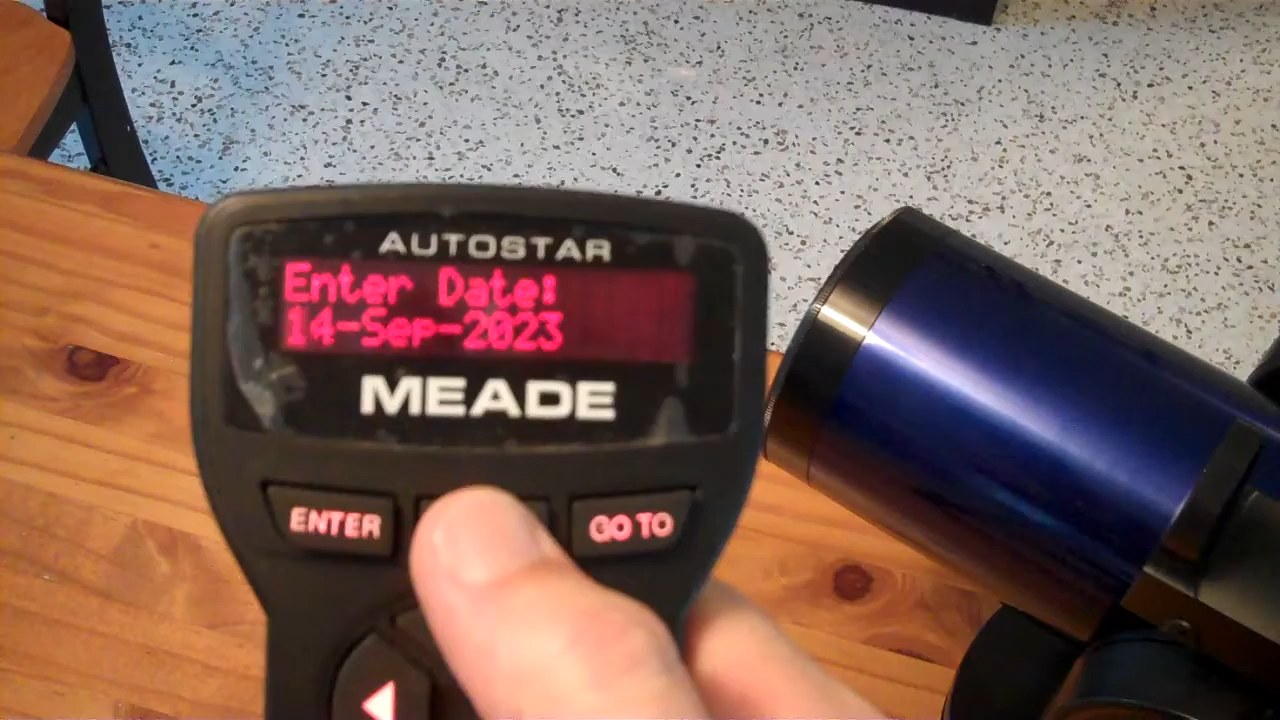 AUTOSTAR
Enter Date:
14-Sep-2023
MEADE
ENTER
GO TO